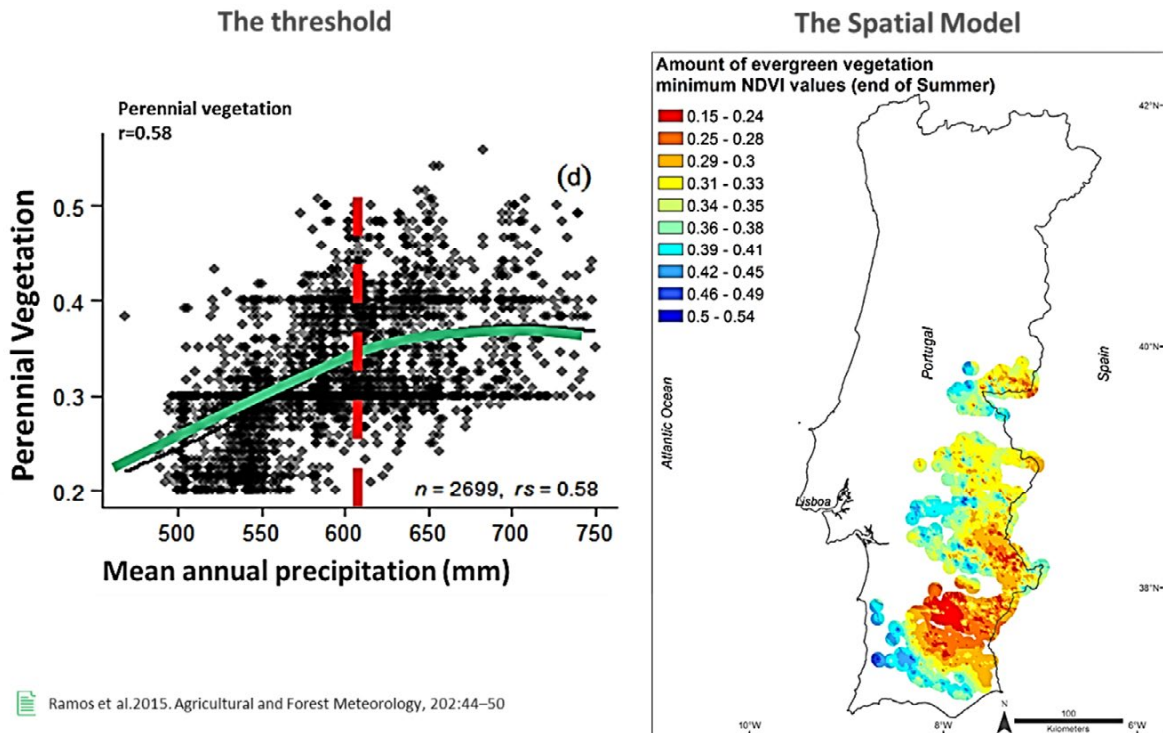 The threshold
Perennial vegetation
r=0.58
(d)
Perennial Vegetation
0.5
0.4
0.3
0.2
n = 2699, rs = 0.58
500 550 600 650 700 750
Mean annual precipitation (mm)
Ramos et al.2015. Agricultural and Forest Meteorology, 202:44–50
The Spatial Model
Amount of evergreen vegetation
minimum NDVI values (end of Summer)
0.15 - 0.24
0.25 - 0.28
0.29 - 0.3
0.31 - 0.33
0.34 - 0.35
0.36 - 0.38
0.39 - 0.41
0.42 - 0.45
0.46 - 0.49
0.5 - 0.54
42°N
40°N
38°N
Atlantic Ocean
Portugal
Spain
Lisboa
N
100
Kilometers
10°W 8°W 6°W